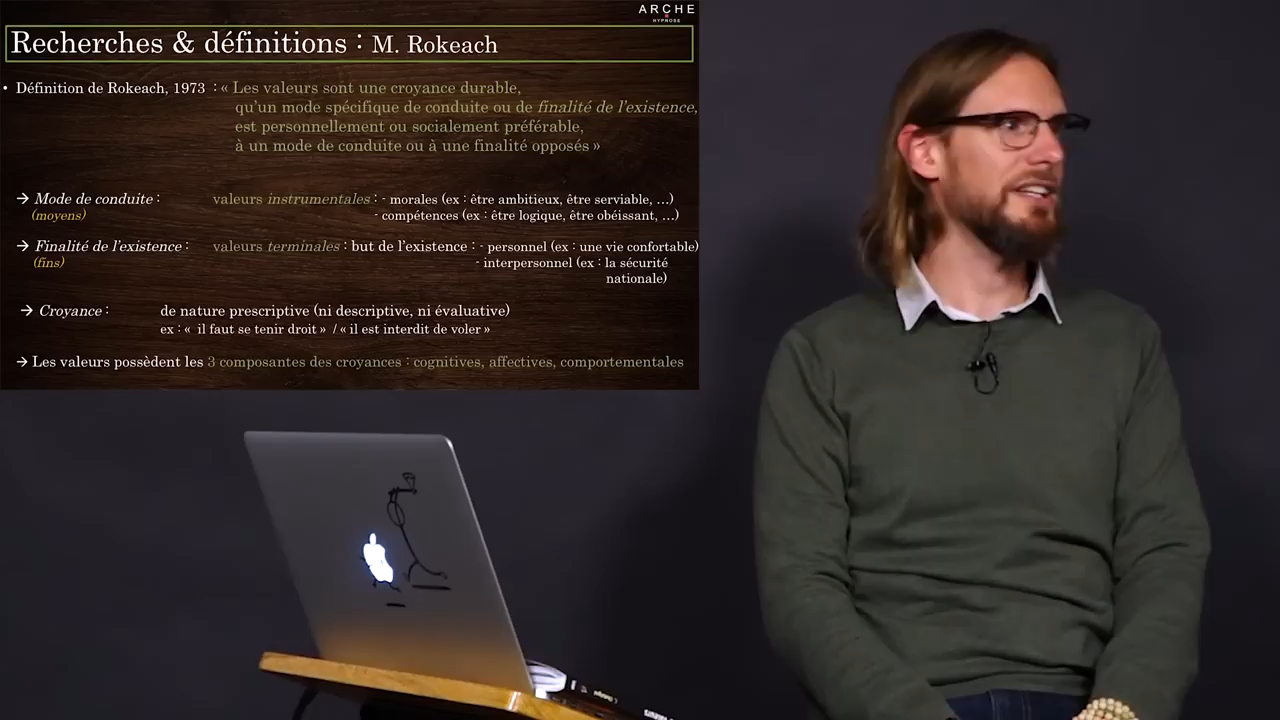 ARCHE
HYPNOSE
Recherches & définitions : M. Rokeach
• Définition de Rokeach, 1973 : « Les valeurs sont une croyance durable,
qu'un mode spécifique de conduite ou de finalité de l'existence,
est personnellement ou socialement préférable,
à un mode de conduite ou à une finalité opposés »
→ Mode de conduite : valeurs instrumentales : - morales (ex : être ambitieux, être serviable, …)
(moyens) - compétences (ex : être logique, être obéissant, …)
→ Finalité de l'existence : valeurs terminales : but de l'existence : - personnel (ex : une vie confortable)
(fins) - interpersonnel (ex : la sécurité
nationale)
→ Croyance : de nature prescriptive (ni descriptive, ni évaluative)
ex : « il faut se tenir droit » / « il est interdit de voler »
→ Les valeurs possèdent les 3 composantes des croyances : cognitives, affectives, comportementales